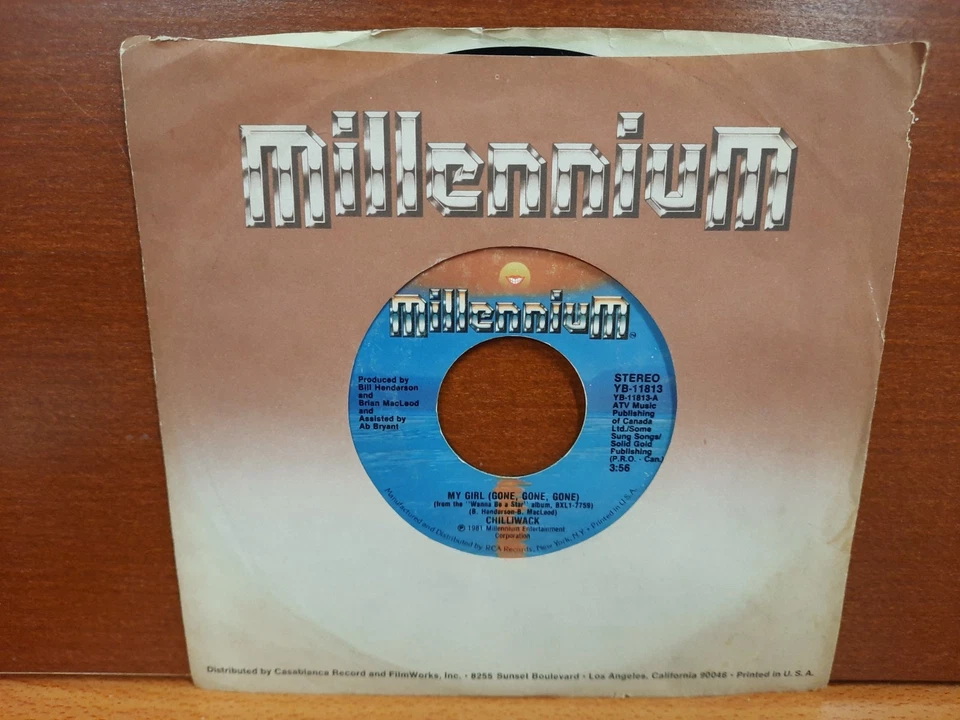 millennium
millennium
Produced by
Bill Henderson
and
Brian MacLeod
and
Assisted by
Ab Bryant
STEREO
YB-11813
YB-11813-A
ATV Music
Publishing
of Canada
Ltd./Some
Sung Songs/
Solid Gold
Publishing
(P.R.O. - Can.)
3:56
MY GIRL (GONE, GONE, GONE)
(from the "Wanna Be a Star" album, BXL1-7759)
(B. Henderson-B. MacLeod)
CHILLIWACK
℗ 1981 Millennium Entertainment
Corporation
Manufactured and Distributed by RCA Records, New York, N.Y. • Printed in U.S.A.
Distributed by Casablanca Record and FilmWorks, Inc. • 8255 Sunset Boulevard • Los Angeles, California 90046 • Printed in U.S.A.